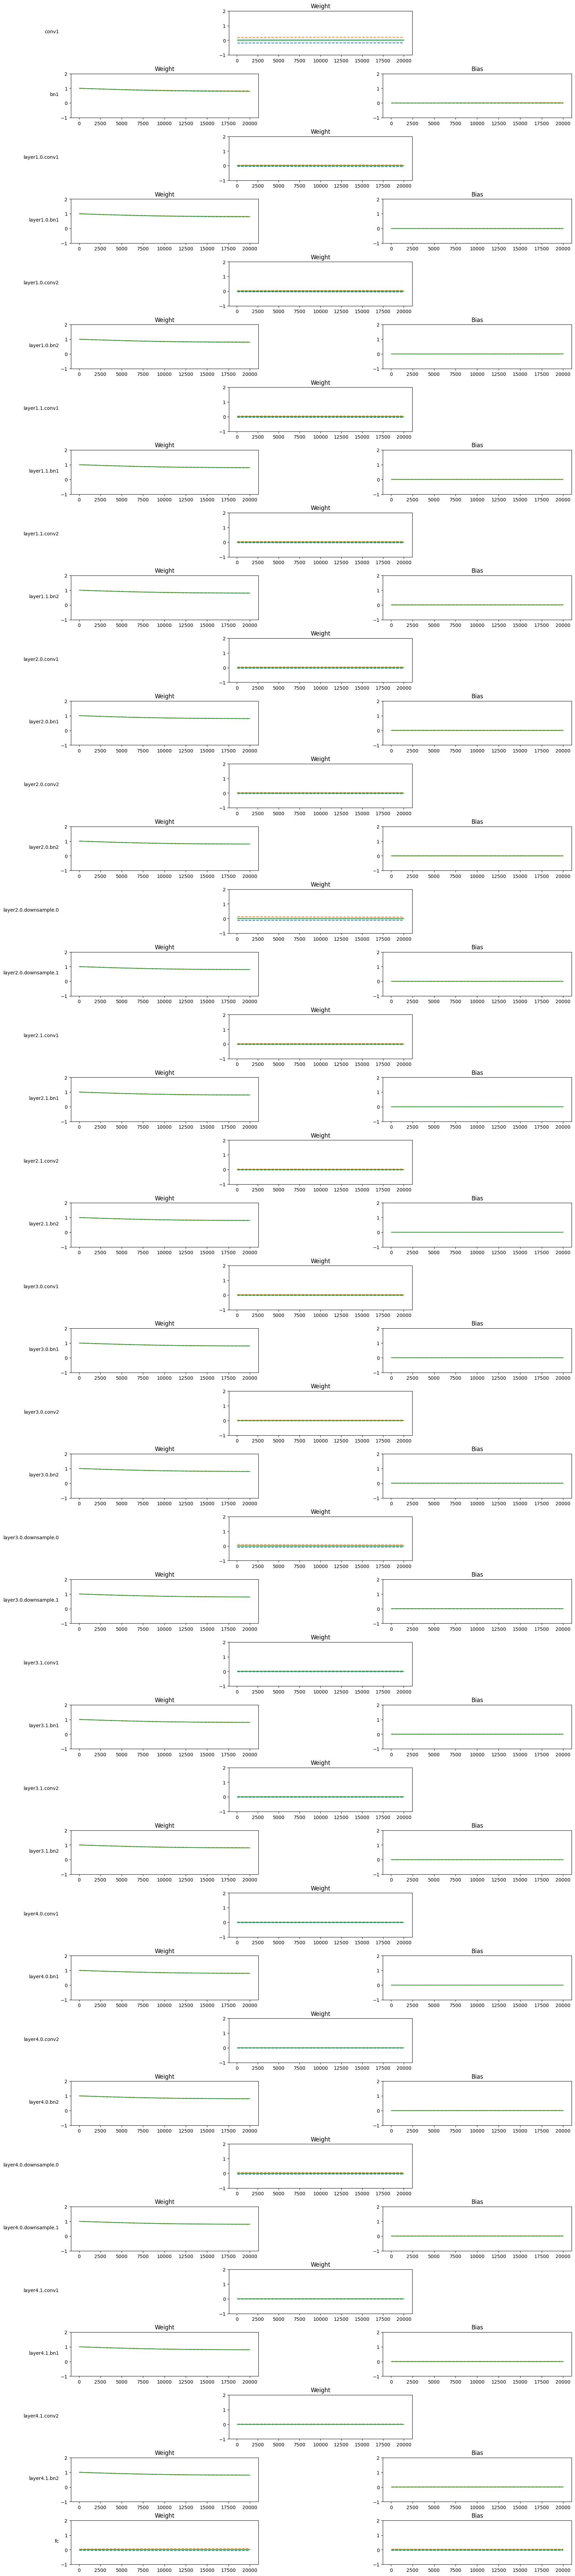 Weight
2
1
conv1
0
−1
0 2500 5000 7500 10000 12500 15000 17500 20000
Weight Bias
2 2
1 1
bn1
0 0
−1 −1
0 2500 5000 7500 10000 12500 15000 17500 20000 0 2500 5000 7500 10000 12500 15000 17500 20000
Weight
2
1
layer1.0.conv1
0
−1
0 2500 5000 7500 10000 12500 15000 17500 20000
Weight Bias
2 2
1 1
layer1.0.bn1
0 0
−1 −1
0 2500 5000 7500 10000 12500 15000 17500 20000 0 2500 5000 7500 10000 12500 15000 17500 20000
Weight
2
1
layer1.0.conv2
0
−1
0 2500 5000 7500 10000 12500 15000 17500 20000
Weight Bias
2 2
1 1
layer1.0.bn2
0 0
−1 −1
0 2500 5000 7500 10000 12500 15000 17500 20000 0 2500 5000 7500 10000 12500 15000 17500 20000
Weight
2
1
layer1.1.conv1
0
−1
0 2500 5000 7500 10000 12500 15000 17500 20000
Weight Bias
2 2
1 1
layer1.1.bn1
0 0
−1 −1
0 2500 5000 7500 10000 12500 15000 17500 20000 0 2500 5000 7500 10000 12500 15000 17500 20000
Weight
2
1
layer1.1.conv2
0
−1
0 2500 5000 7500 10000 12500 15000 17500 20000
Weight Bias
2 2
1 1
layer1.1.bn2
0 0
−1 −1
0 2500 5000 7500 10000 12500 15000 17500 20000 0 2500 5000 7500 10000 12500 15000 17500 20000
Weight
2
1
layer2.0.conv1
0
−1
0 2500 5000 7500 10000 12500 15000 17500 20000
Weight Bias
2 2
1 1
layer2.0.bn1
0 0
−1 −1
0 2500 5000 7500 10000 12500 15000 17500 20000 0 2500 5000 7500 10000 12500 15000 17500 20000
Weight
2
1
layer2.0.conv2
0
−1
0 2500 5000 7500 10000 12500 15000 17500 20000
Weight Bias
2 2
1 1
layer2.0.bn2
0 0
−1 −1
0 2500 5000 7500 10000 12500 15000 17500 20000 0 2500 5000 7500 10000 12500 15000 17500 20000
Weight
2
1
layer2.0.downsample.0
0
−1
0 2500 5000 7500 10000 12500 15000 17500 20000
Weight Bias
2 2
1 1
layer2.0.downsample.1
0 0
−1 −1
0 2500 5000 7500 10000 12500 15000 17500 20000 0 2500 5000 7500 10000 12500 15000 17500 20000
Weight
2
1
layer2.1.conv1
0
−1
0 2500 5000 7500 10000 12500 15000 17500 20000
Weight Bias
2 2
1 1
layer2.1.bn1
0 0
−1 −1
0 2500 5000 7500 10000 12500 15000 17500 20000 0 2500 5000 7500 10000 12500 15000 17500 20000
Weight
2
1
layer2.1.conv2
0
−1
0 2500 5000 7500 10000 12500 15000 17500 20000
Weight Bias
2 2
1 1
layer2.1.bn2
0 0
−1 −1
0 2500 5000 7500 10000 12500 15000 17500 20000 0 2500 5000 7500 10000 12500 15000 17500 20000
Weight
2
1
layer3.0.conv1
0
−1
0 2500 5000 7500 10000 12500 15000 17500 20000
Weight Bias
2 2
1 1
layer3.0.bn1
0 0
−1 −1
0 2500 5000 7500 10000 12500 15000 17500 20000 0 2500 5000 7500 10000 12500 15000 17500 20000
Weight
2
1
layer3.0.conv2
0
−1
0 2500 5000 7500 10000 12500 15000 17500 20000
Weight Bias
2 2
1 1
layer3.0.bn2
0 0
−1 −1
0 2500 5000 7500 10000 12500 15000 17500 20000 0 2500 5000 7500 10000 12500 15000 17500 20000
Weight
2
1
layer3.0.downsample.0
0
−1
0 2500 5000 7500 10000 12500 15000 17500 20000
Weight Bias
2 2
1 1
layer3.0.downsample.1
0 0
−1 −1
0 2500 5000 7500 10000 12500 15000 17500 20000 0 2500 5000 7500 10000 12500 15000 17500 20000
Weight
2
1
layer3.1.conv1
0
−1
0 2500 5000 7500 10000 12500 15000 17500 20000
Weight Bias
2 2
1 1
layer3.1.bn1
0 0
−1 −1
0 2500 5000 7500 10000 12500 15000 17500 20000 0 2500 5000 7500 10000 12500 15000 17500 20000
Weight
2
1
layer3.1.conv2
0
−1
0 2500 5000 7500 10000 12500 15000 17500 20000
Weight Bias
2 2
1 1
layer3.1.bn2
0 0
−1 −1
0 2500 5000 7500 10000 12500 15000 17500 20000 0 2500 5000 7500 10000 12500 15000 17500 20000
Weight
2
1
layer4.0.conv1
0
−1
0 2500 5000 7500 10000 12500 15000 17500 20000
Weight Bias
2 2
1 1
layer4.0.bn1
0 0
−1 −1
0 2500 5000 7500 10000 12500 15000 17500 20000 0 2500 5000 7500 10000 12500 15000 17500 20000
Weight
2
1
layer4.0.conv2
0
−1
0 2500 5000 7500 10000 12500 15000 17500 20000
Weight Bias
2 2
1 1
layer4.0.bn2
0 0
−1 −1
0 2500 5000 7500 10000 12500 15000 17500 20000 0 2500 5000 7500 10000 12500 15000 17500 20000
Weight
2
1
layer4.0.downsample.0
0
−1
0 2500 5000 7500 10000 12500 15000 17500 20000
Weight Bias
2 2
1 1
layer4.0.downsample.1
0 0
−1 −1
0 2500 5000 7500 10000 12500 15000 17500 20000 0 2500 5000 7500 10000 12500 15000 17500 20000
Weight
2
1
layer4.1.conv1
0
−1
0 2500 5000 7500 10000 12500 15000 17500 20000
Weight Bias
2 2
1 1
layer4.1.bn1
0 0
−1 −1
0 2500 5000 7500 10000 12500 15000 17500 20000 0 2500 5000 7500 10000 12500 15000 17500 20000
Weight
2
1
layer4.1.conv2
0
−1
0 2500 5000 7500 10000 12500 15000 17500 20000
Weight Bias
2 2
1 1
layer4.1.bn2
0 0
−1 −1
0 2500 5000 7500 10000 12500 15000 17500 20000 0 2500 5000 7500 10000 12500 15000 17500 20000
Weight Bias
2 2
1 1
fc
0 0
−1 −1
0 2500 5000 7500 10000 12500 15000 17500 20000 0 2500 5000 7500 10000 12500 15000 17500 20000